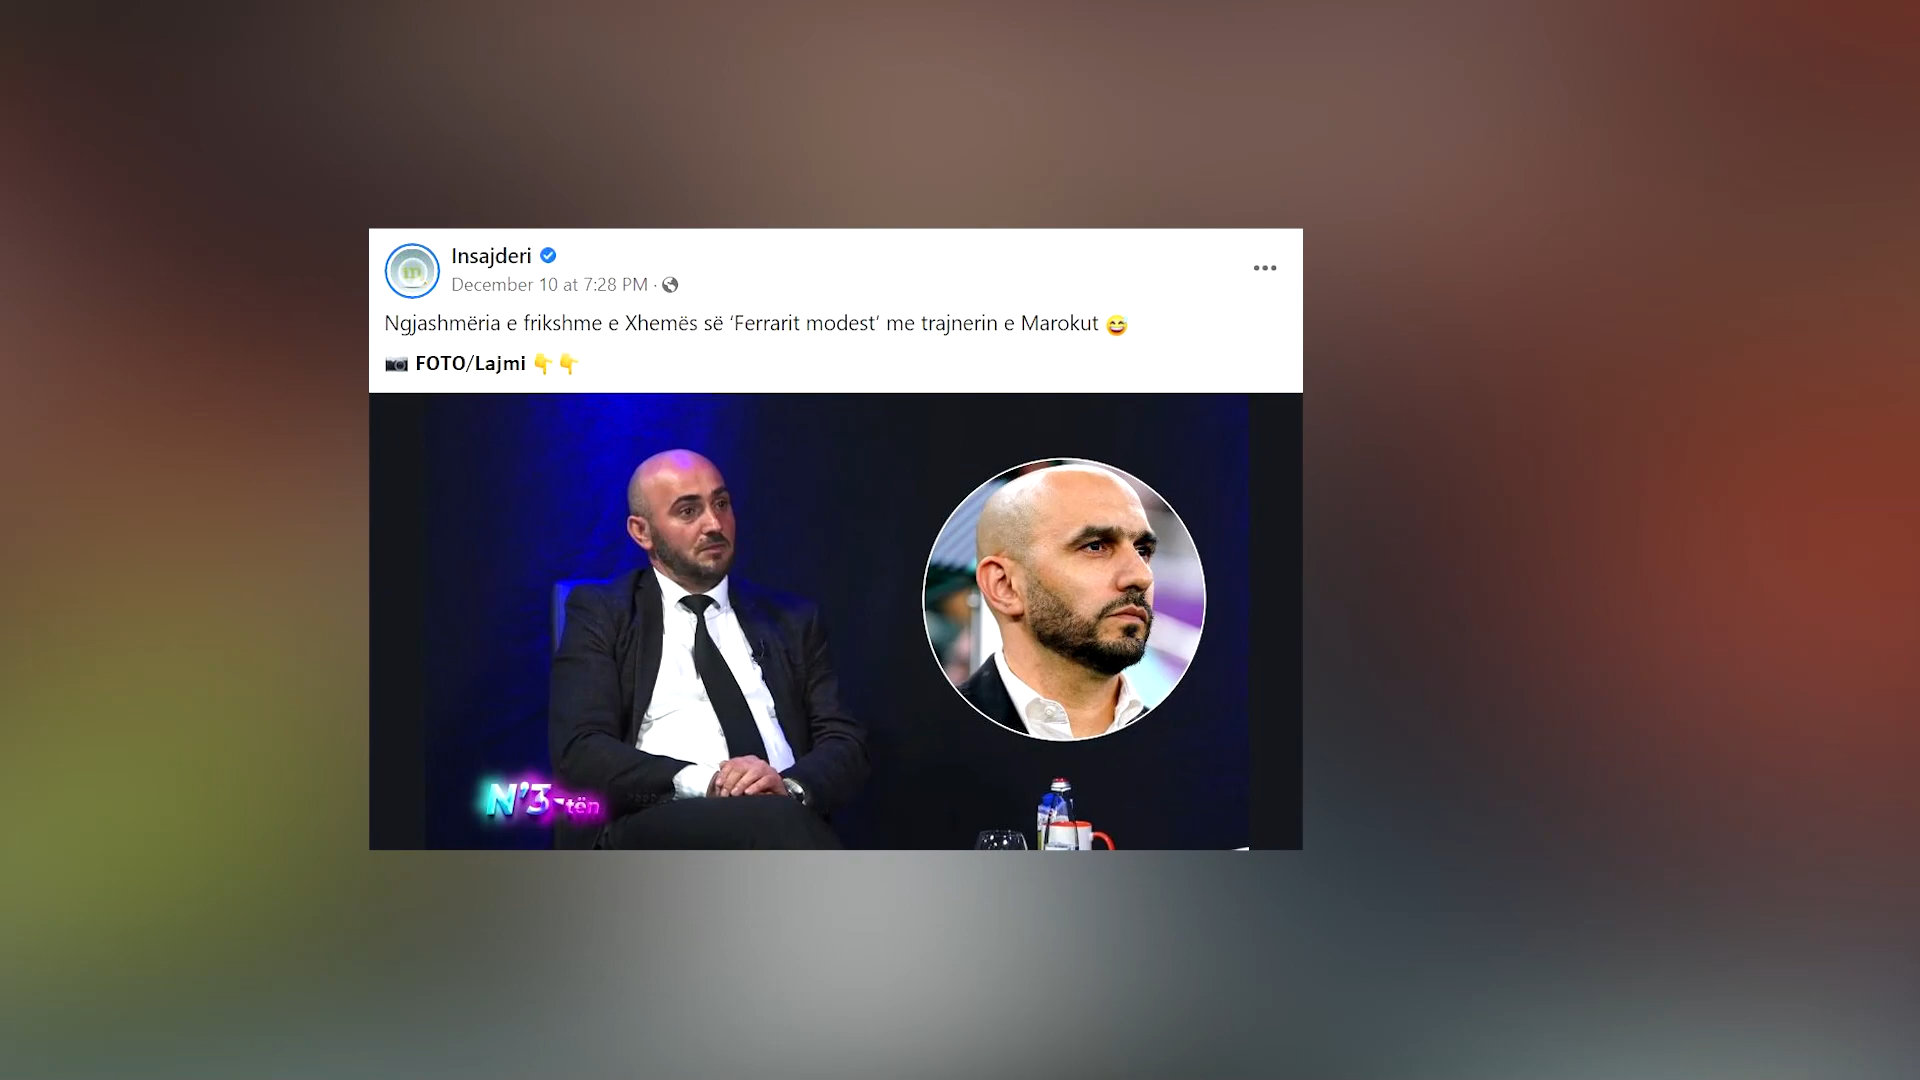 Insajderi
December 10 at 7:28 PM ·
Ngjashmëria e frikshme e Xhemës së ‘Ferrarit modest’ me trajnerin e Marokut 😅
📷 FOTO/Lajmi 👇👇
in
N'3-tën